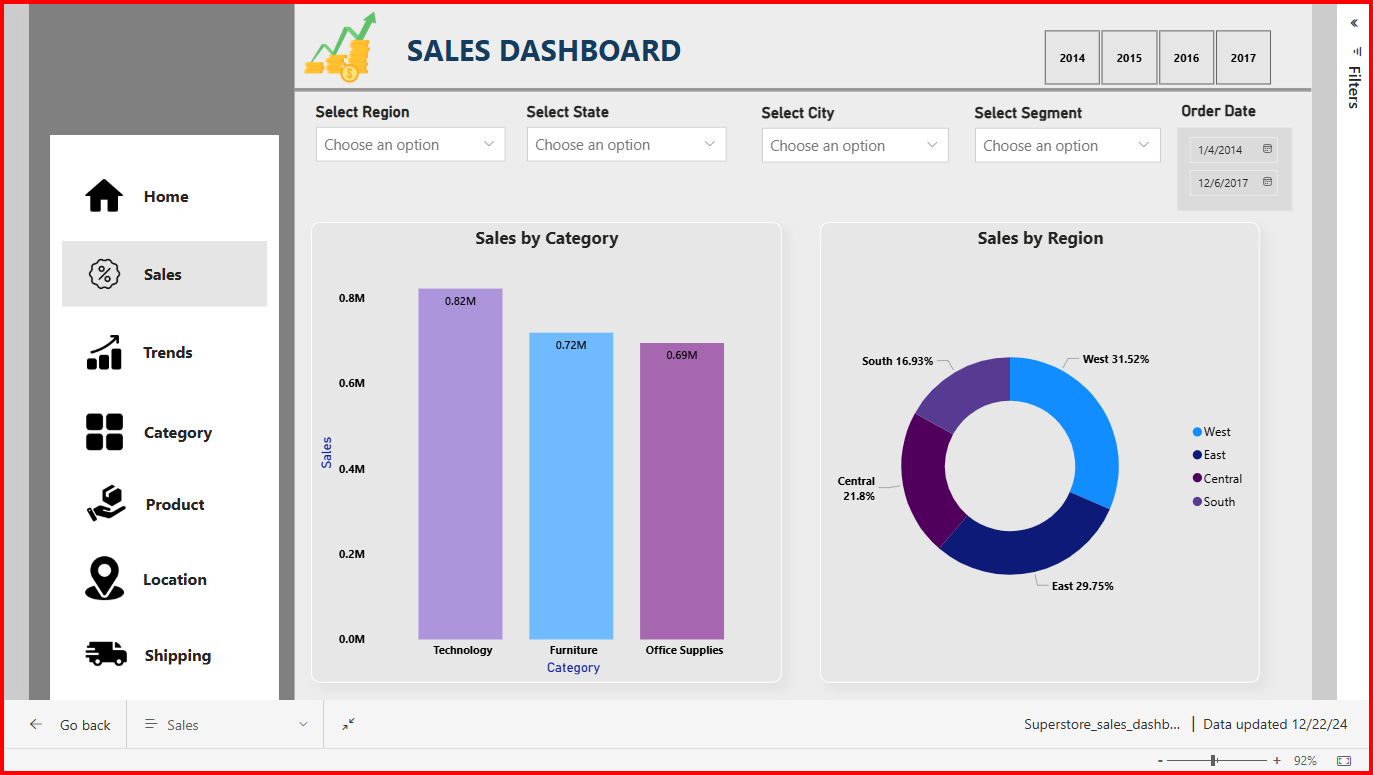 SALES DASHBOARD
2014
2015
2016
2017
«
Filters
Select Region
Choose an option
Select State
Choose an option
Select City
Choose an option
Select Segment
Choose an option
Order Date
1/4/2014
12/6/2017
Home
%
Sales
Trends
Category
Product
Location
Shipping
Sales by Category
0.8M
0.6M
0.4M
0.2M
0.0M
Sales
0.82M
0.72M
0.69M
Technology
Furniture
Office Supplies
Category
Sales by Region
South 16.93%
West 31.52%
Central
21.8%
East 29.75%
West
East
Central
South
$
Go back
Sales
Superstore_sales_dashb... | Data updated 12/22/24
- + 92%